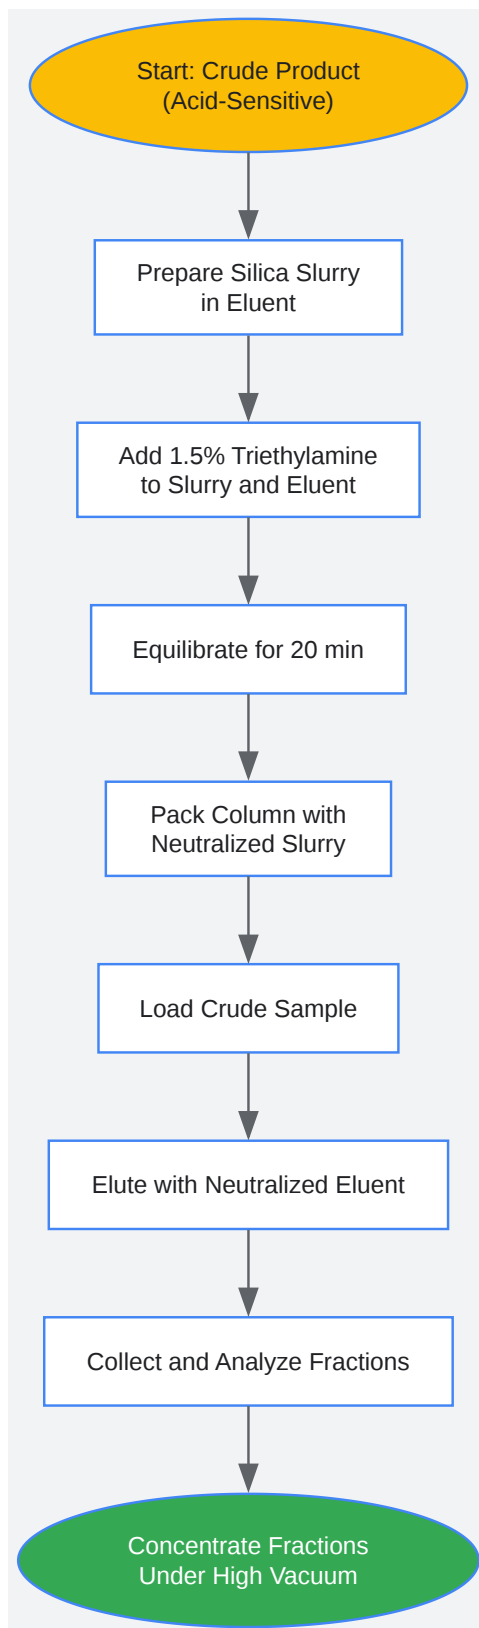 Start: Crude Product
(Acid-Sensitive)
Prepare Silica Slurry
in Eluent
Add 1.5% Triethylamine
to Slurry and Eluent
Equilibrate for 20 min
Pack Column with
Neutralized Slurry
Load Crude Sample
Elute with Neutralized Eluent
Collect and Analyze Fractions
Concentrate Fractions
Under High Vacuum